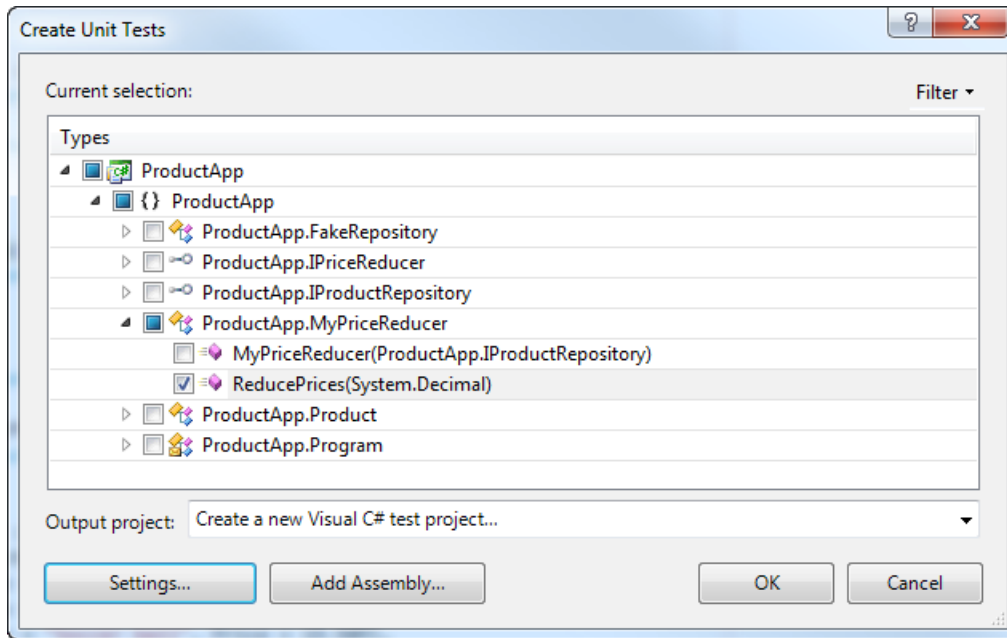 Create Unit Tests
Current selection:
Filter
Types
C# ProductApp
{} ProductApp
ProductApp.FakeRepository
ProductApp.IPriceReducer
ProductApp.IProductRepository
ProductApp.MyPriceReducer
MyPriceReducer(ProductApp.IProductRepository)
ReducePrices(System.Decimal)
ProductApp.Product
ProductApp.Program
Output project: Create a new Visual C# test project...
Settings... Add Assembly... OK Cancel